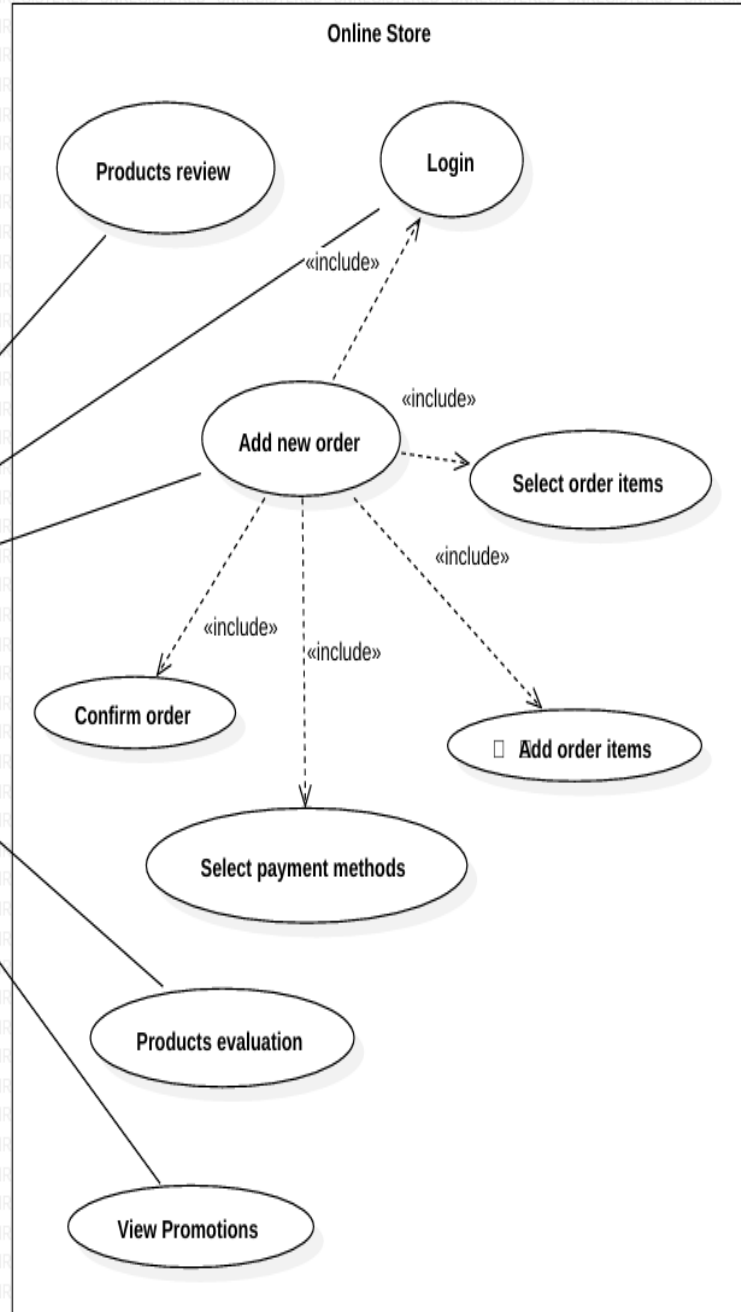 Online Store
Products review
Login
«include»
«include»
Add new order
Select order items
«include»
«include»
«include»
Confirm order
Add order items
Select payment methods
Products evaluation
View Promotions